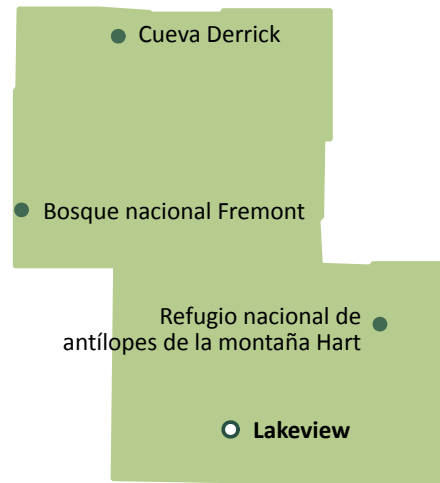 Cueva Derrick
Bosque nacional Fremont
Refugio nacional de
antílopes de la montaña Hart
Lakeview